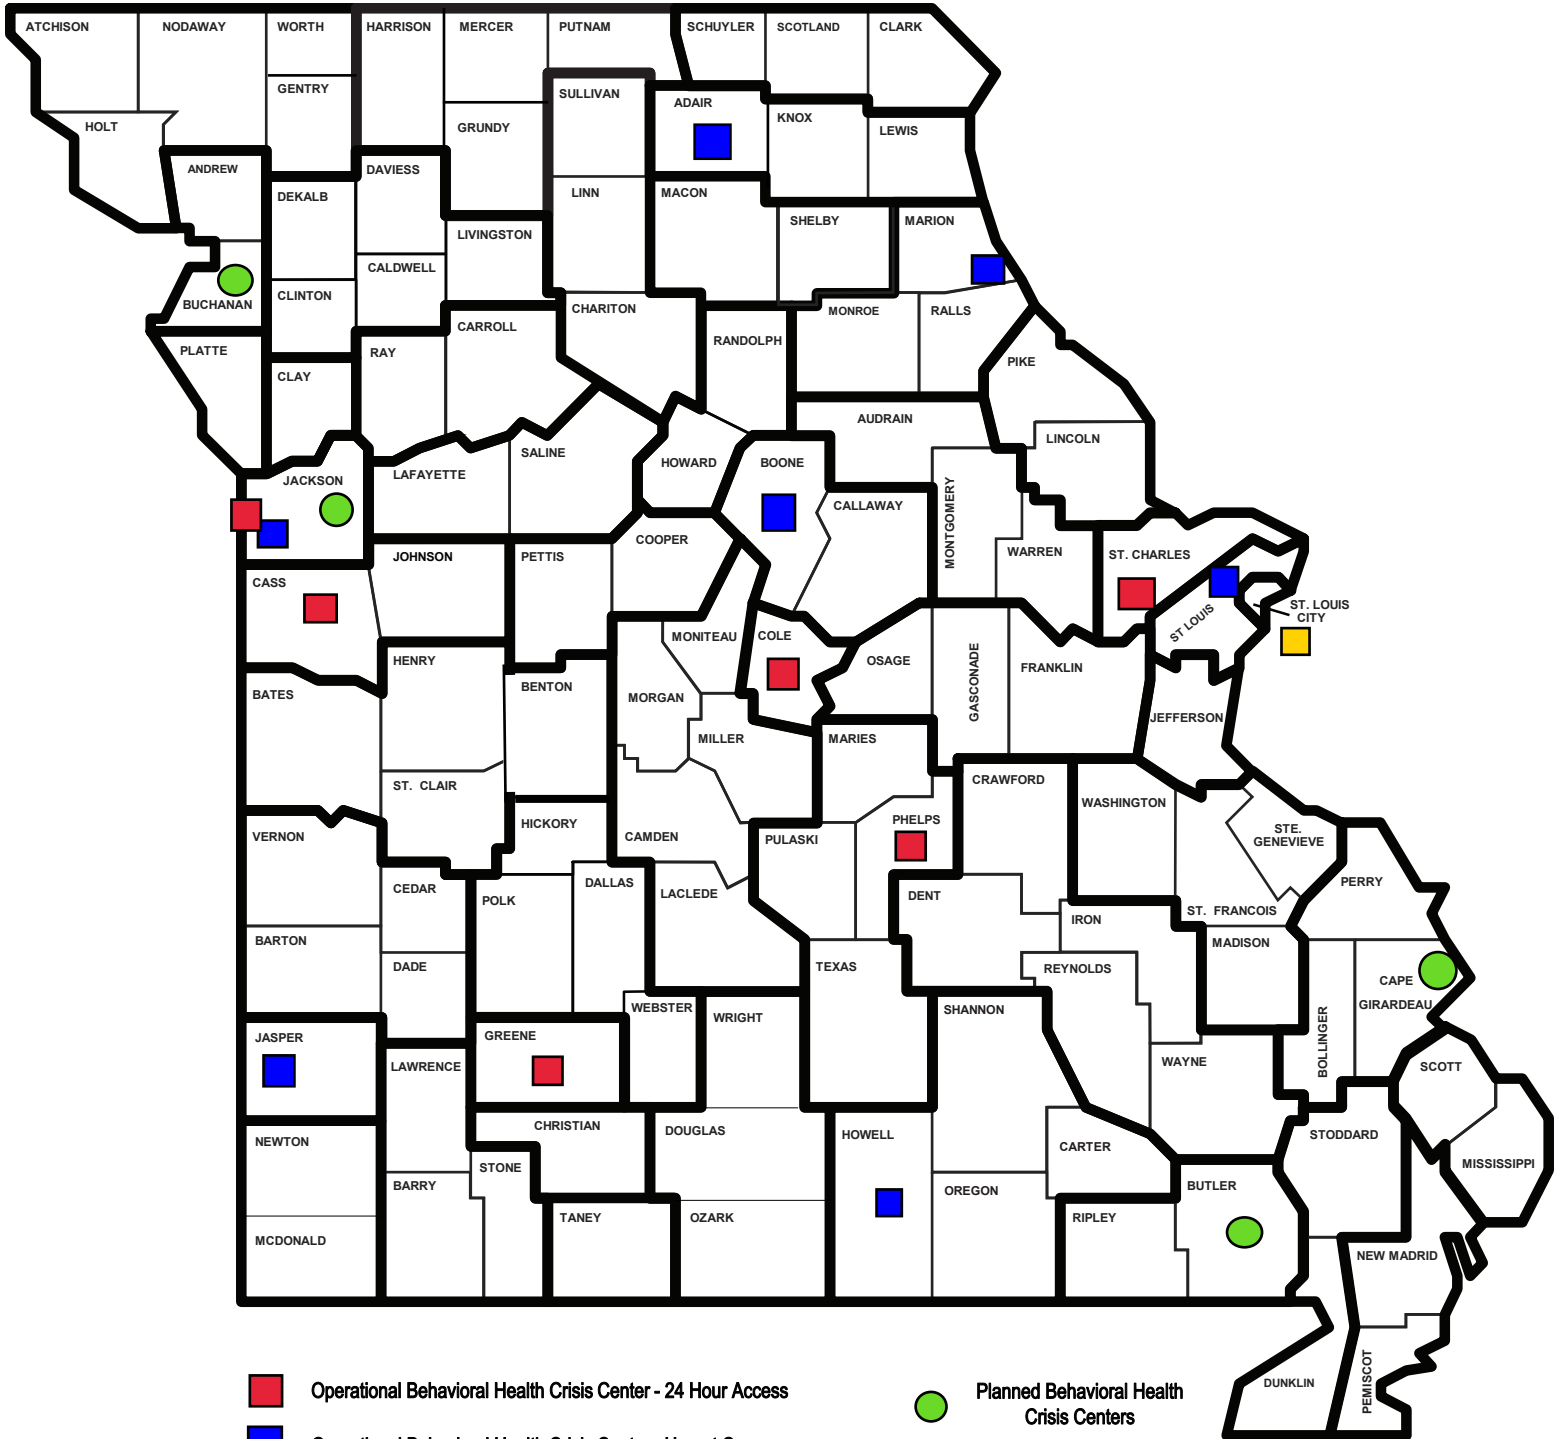 ATCHISON
NODAWAY
WORTH
HARRISON
MERCER
PUTNAM
SCHUYLER
SCOTLAND
CLARK
GENTRY
SULLIVAN
ADAIR
KNOX
HOLT
GRUNDY
LEWIS
ANDREW
DAVIESS
DEKALB
LINN
MACON
SHELBY
MARION
LIVINGSTON
CALDWELL
CLINTON
BUCHANAN
CHARITON
MONROE
RALLS
CARROLL
RANDOLPH
PLATTE
RAY
PIKE
CLAY
AUDRAIN
LINCOLN
SALINE
HOWARD
BOONE
LAFAYETTE
JACKSON
CALLAWAY
MONTGOMERY
COOPER
WARREN
ST. CHARLES
JOHNSON
PETTIS
CASS
ST. LOUIS
CITY
ST LOUIS
MONITEAU
COLE
OSAGE
GASCONADE
FRANKLIN
HENRY
BENTON
BATES
MORGAN
JEFFERSON
MILLER
MARIES
CRAWFORD
ST. CLAIR
WASHINGTON
HICKORY
PHELPS
STE.
GENEVIEVE
VERNON
CAMDEN
PULASKI
PERRY
CEDAR
POLK
DALLAS
LACLEDE
DENT
ST. FRANCOIS
IRON
MADISON
BARTON
DADE
TEXAS
REYNOLDS
CAPE
GIRARDEAU
WEBSTER
WRIGHT
SHANNON
JASPER
GREENE
BOLLINGER
WAYNE
LAWRENCE
SCOTT
CHRISTIAN
DOUGLAS
HOWELL
STODDARD
NEWTON
CARTER
STONE
MISSISSIPPI
BARRY
OREGON
BUTLER
TANEY
OZARK
RIPLEY
MCDONALD
NEW MADRID
DUNKLIN
PEMISCOT
Operational Behavioral Health Crisis Center - 24 Hour Access
Planned Behavioral Health
Crisis Centers